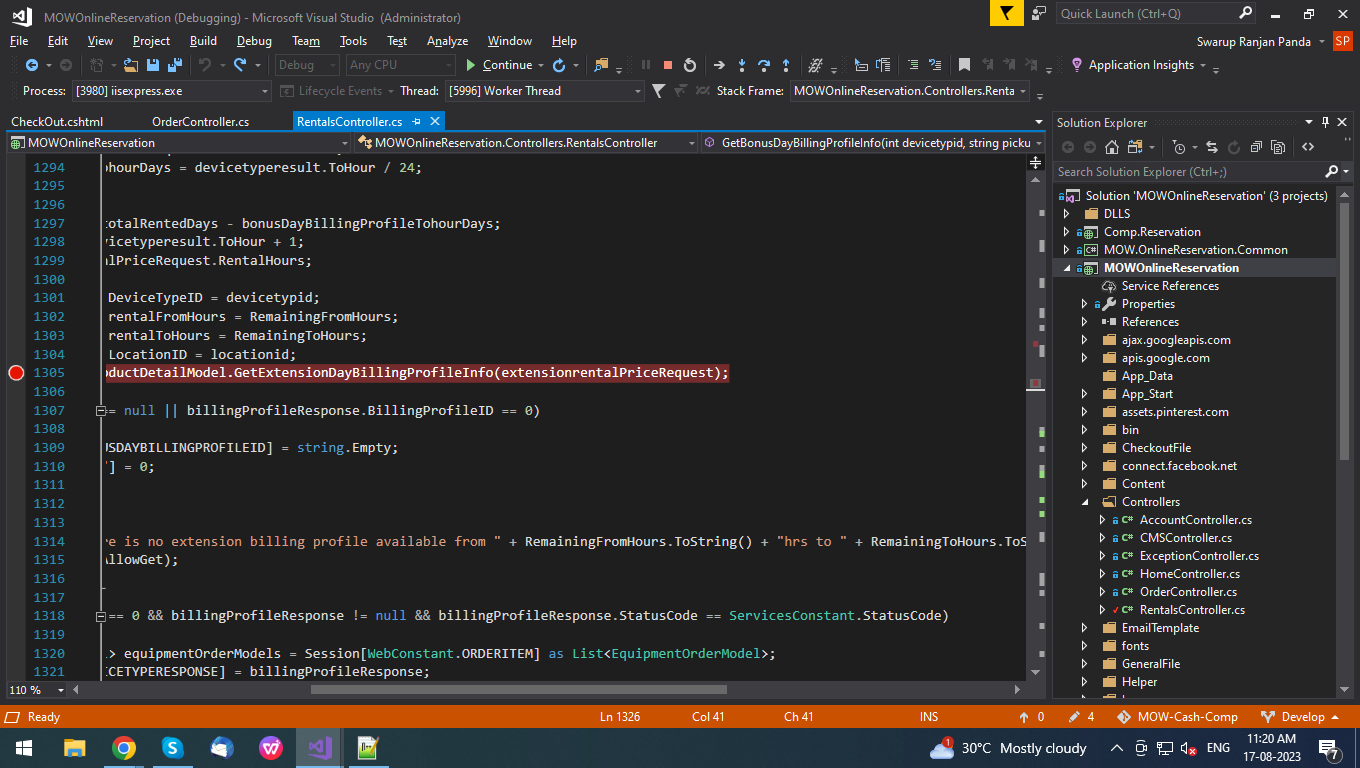 MOWOnlineReservation (Debugging) - Microsoft Visual Studio (Administrator)
Quick Launch (Ctrl+Q)
File Edit View Project Build Debug Team Tools Test Analyze Window Help
Swarup Ranjan Panda SP
Debug Any CPU Continue Application Insights
Process: [3980] iisexpress.exe Lifecycle Events Thread: [5996] Worker Thread Stack Frame: MOWOnlineReservation.Controllers.Renta
CheckOut.cshtml OrderController.cs RentalsController.cs
MOWOnlineReservation MOWOnlineReservation.Controllers.RentalsController GetBonusDayBillingProfileInfo(int devicetypid, string picku
1294 ohourDays = devicetyperesult.ToHour / 24;
1295
1296
1297 totalRentedDays - bonusDayBillingProfileTohourDays;
1298 vicetyperesult.ToHour + 1;
1299 alPriceRequest.RentalHours;
1300
1301 DeviceTypeID = devicetypid;
1302 rentalFromHours = RemainingFromHours;
1303 rentalToHours = RemainingToHours;
1304 LocationID = locationid;
1305 oductDetailModel.GetExtensionDayBillingProfileInfo(extensionrentalPriceRequest);
1306
1307 = null || billingProfileResponse.BillingProfileID == 0)
1308
1309 USDAYBILLINGPROFILEID] = string.Empty;
1310 "] = 0;
1311
1312
1313
1314 re is no extension billing profile available from " + RemainingFromHours.ToString() + "hrs to " + RemainingToHours.ToS
1315 AllowGet);
1316
1317
1318 == 0 && billingProfileResponse != null && billingProfileResponse.StatusCode == ServicesConstant.StatusCode)
1319
1320 > equipmentOrderModels = Session[WebConstant.ORDERITEM] as List<EquipmentOrderModel>;
1321 ICETYPERESPONSE] = billingProfileResponse;
110 %
Solution Explorer
Search Solution Explorer (Ctrl+;)
Solution 'MOWOnlineReservation' (3 projects)
DLLS
Comp.Reservation
MOW.OnlineReservation.Common
MOWOnlineReservation
Service References
Properties
References
ajax.googleapis.com
apis.google.com
App_Data
App_Start
assets.pinterest.com
bin
CheckoutFile
connect.facebook.net
Content
Controllers
C# AccountController.cs
C# CMSController.cs
C# ExceptionController.cs
C# HomeController.cs
C# OrderController.cs
C# RentalsController.cs
EmailTemplate
fonts
GeneralFile
Helper
Ready Ln 1326 Col 41 Ch 41 INS 0 4 MOW-Cash-Comp Develop
1 30°C Mostly cloudy ENG 11:20 AM
17-08-2023 7